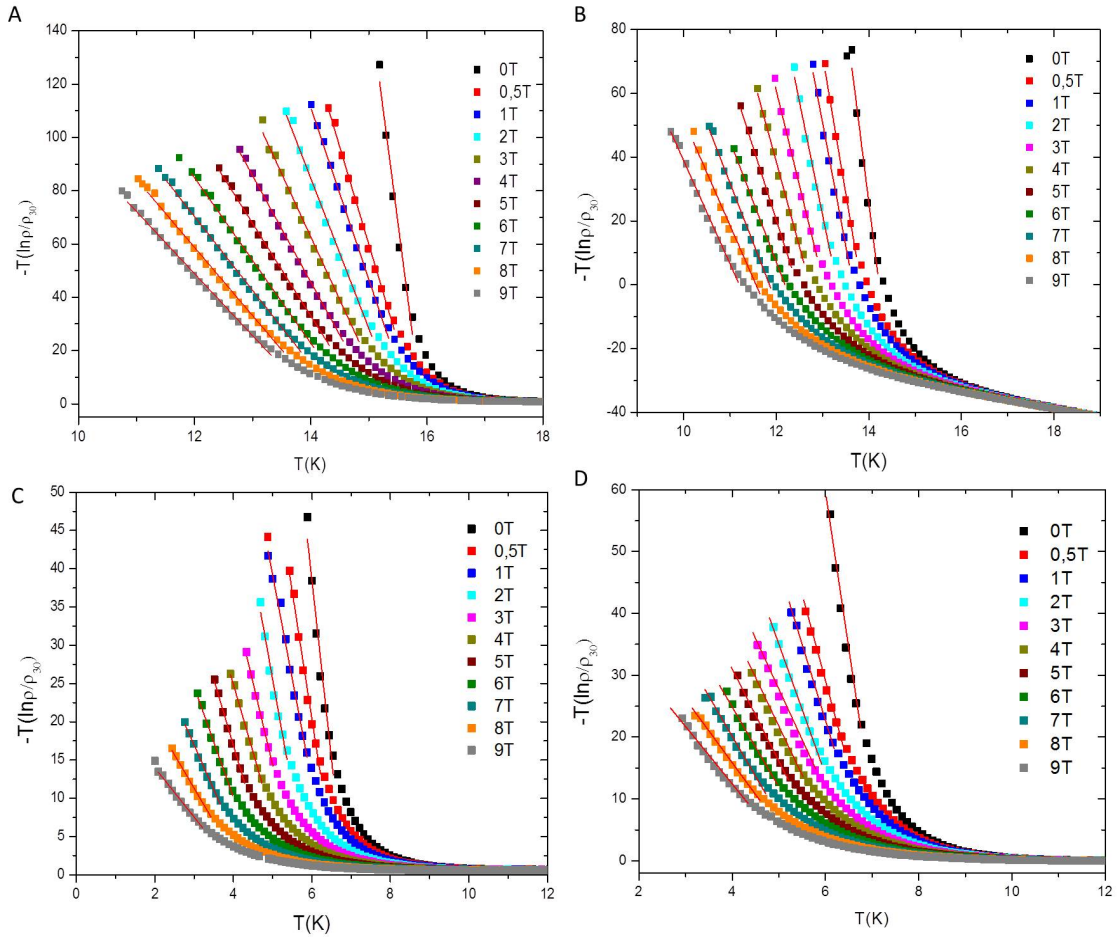 A
140
120
100
80
60
40
20
0
-T(lnρ/ρ30)
10
12
14
16
18
T(K)
0T
0,5T
1T
2T
3T
4T
5T
6T
7T
8T
9T
B
80
60
40
20
0
-20
-40
-T(lnρ/ρ30)
10
11
12
13
14
15
16
17
18
T(K)
0T
0,5T
1T
2T
3T
4T
5T
6T
7T
8T
9T
C
50
45
40
35
30
25
20
15
10
5
0
-T(lnρ/ρ30)
0
2
4
6
8
10
12
T(K)
0T
0,5T
1T
2T
3T
4T
5T
6T
7T
8T
9T
D
60
50
40
30
20
10
0
-T(lnρ/ρ30)
2
4
6
8
10
12
T(K)
0T
0,5T
1T
2T
3T
4T
5T
6T
7T
8T
9T